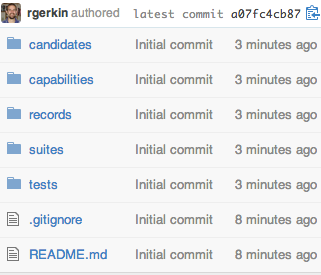 rgerkin authored latest commit a07fc4cb87
candidates Initial commit 3 minutes ago
capabilities Initial commit 3 minutes ago
records Initial commit 3 minutes ago
suites Initial commit 3 minutes ago
tests Initial commit 3 minutes ago
.gitignore Initial commit 8 minutes ago
README.md Initial commit 8 minutes ago